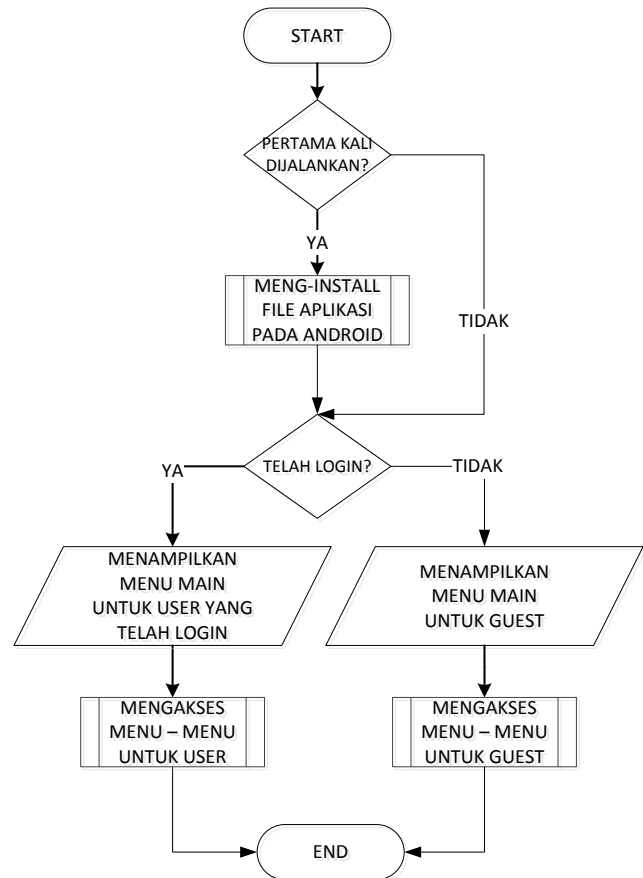 START
PERTAMA KALI
DIJALANKAN?
YA
MENG-INSTALL
FILE APLIKASI
PADA ANDROID
TIDAK
TELAH LOGIN?
YA
TIDAK
MENAMPILKAN
MENU MAIN
UNTUK USER YANG
TELAH LOGIN
MENAMPILKAN
MENU MAIN
UNTUK GUEST
MENGAKSES
MENU – MENU
UNTUK USER
MENGAKSES
MENU – MENU
UNTUK GUEST
END